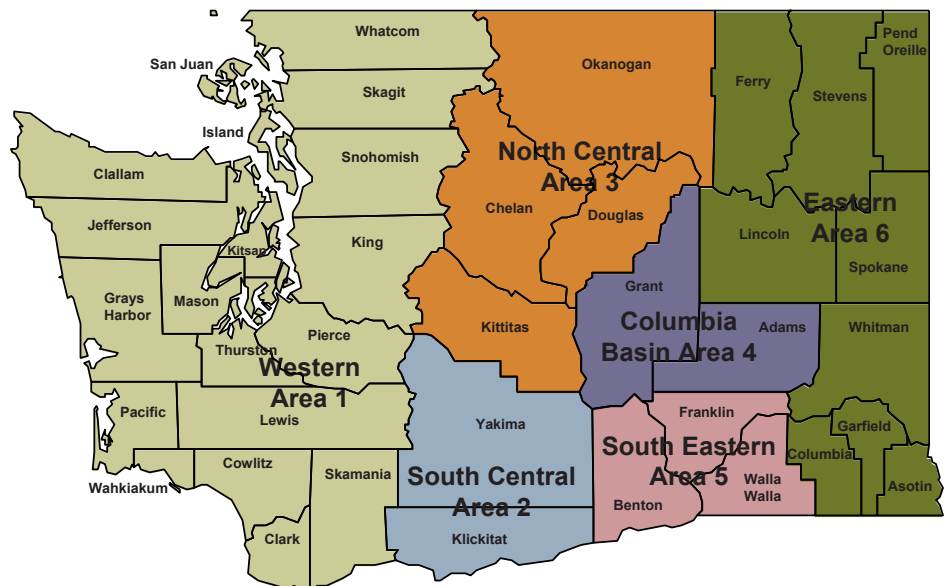 Whatcom
San Juan
Skagit
Island
Snohomish
Clallam
Jefferson
King
Kitsap
Grays
Harbor
Mason
Pierce
Thurston
Western
Area 1
Pacific
Lewis
Wahkiakum
Cowlitz
Skamania
Clark
Okanogan
North Central
Area 3
Chelan
Douglas
Kittitas
Yakima
South Central
Area 2
Klickitat
Grant
Columbia
Basin Area 4
Adams
Franklin
South Eastern
Area 5
Benton
Walla
Walla
Ferry
Stevens
Pend
Oreille
Eastern
Area 6
Lincoln
Spokane
Whitman
Garfield
Columbia
Asotin